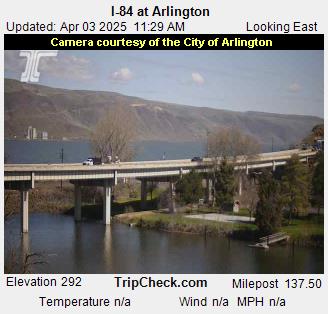 I-84 at Arlington
Updated: Apr 03 2025 11:29 AM Looking East
Camera courtesy of the City of Arlington
Elevation 292 TripCheck.com Milepost 137.50
Temperature n/a Wind n/a MPH n/a